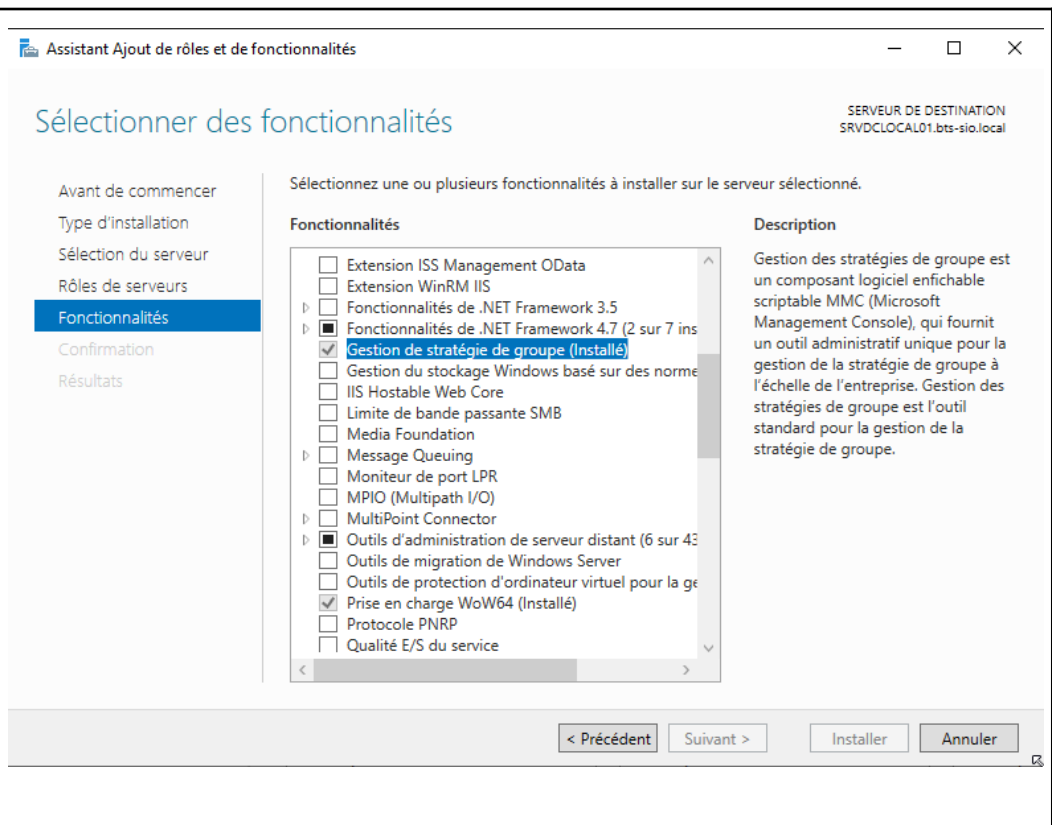 Assistant Ajout de rôles et de fonctionnalités
Sélectionner des fonctionnalités
SERVEUR DE DESTINATION
SRVDCLOCAL01.bts-sio.local
Avant de commencer
Type d'installation
Sélection du serveur
Rôles de serveurs
Fonctionnalités
Confirmation
Résultats
Sélectionnez une ou plusieurs fonctionnalités à installer sur le serveur sélectionné.
Fonctionnalités
Extension ISS Management OData
Extension WinRM IIS
Fonctionnalités de .NET Framework 3.5
Fonctionnalités de .NET Framework 4.7 (2 sur 7 ins
Gestion de stratégie de groupe (Installé)
Gestion du stockage Windows basé sur des norme
IIS Hostable Web Core
Limite de bande passante SMB
Media Foundation
Message Queuing
Moniteur de port LPR
MPIO (Multipath I/O)
MultiPoint Connector
Outils d'administration de serveur distant (6 sur 43
Outils de migration de Windows Server
Outils de protection d'ordinateur virtuel pour la ge
Prise en charge WoW64 (Installé)
Protocole PNRP
Qualité E/S du service
Description
Gestion des stratégies de groupe est
un composant logiciel enfichable
scriptable MMC (Microsoft
Management Console), qui fournit
un outil administratif unique pour la
gestion de la stratégie de groupe à
l'échelle de l'entreprise. Gestion des
stratégies de groupe est l'outil
standard pour la gestion de la
stratégie de groupe.
< Précédent
Suivant >
Installer
Annuler